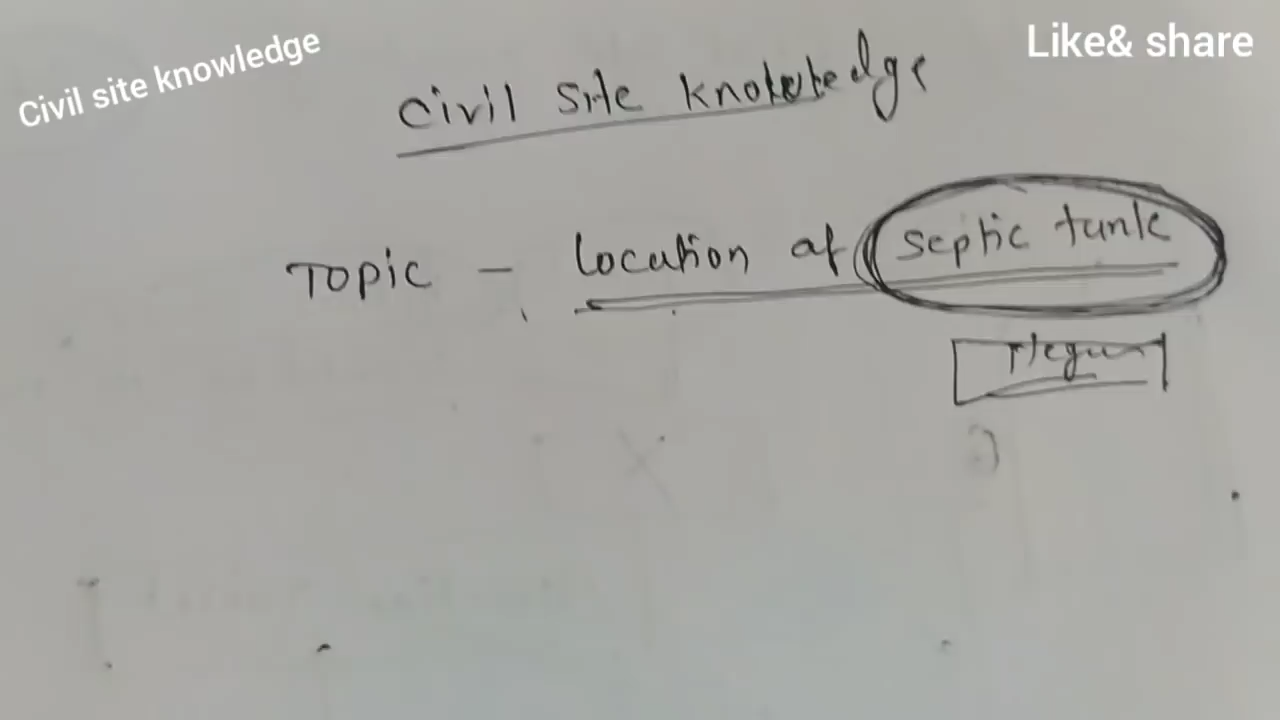 Civil site knowledge
Like& share
Civil site knowledge
Topic - location of septic tank